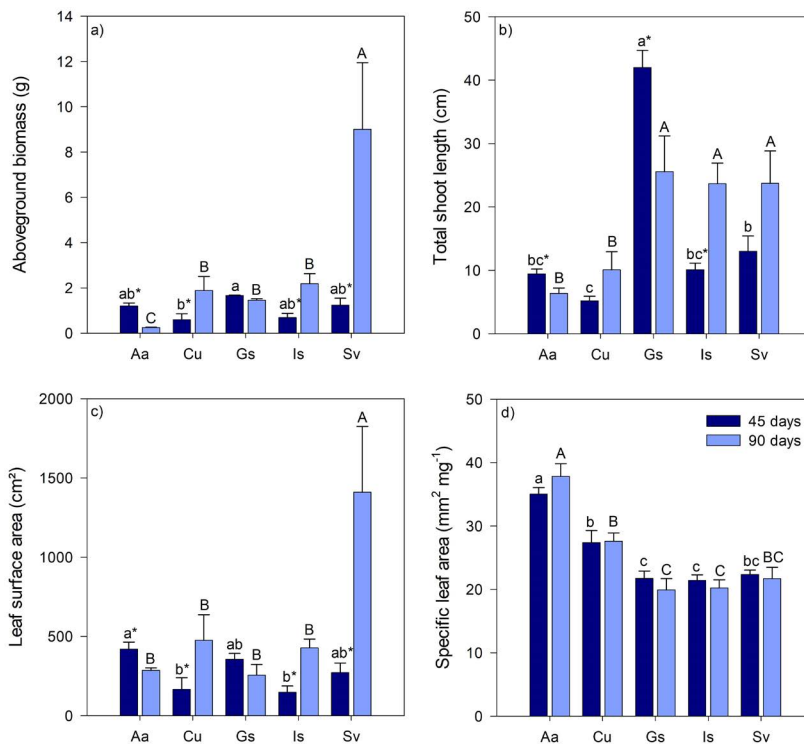 a)
Aboveground biomass (g)
14
12
10
8
6
4
2
0
ab*
C
b*
B
a
B
ab*
B
ab*
A
Aa Cu Gs Is Sv
b)
Total shoot length (cm)
50
40
30
20
10
0
bc*
B
c
B
a*
A
bc*
A
b
A
Aa Cu Gs Is Sv
c)
Leaf surface area (cm²)
2000
1500
1000
500
0
a*
B
b*
B
ab
B
b*
B
ab*
A
Aa Cu Gs Is Sv
d)
Specific leaf area (mm² mg⁻¹)
50
40
30
20
10
0
45 days
90 days
a
A
b
B
c
C
c
C
bc
BC
Aa Cu Gs Is Sv